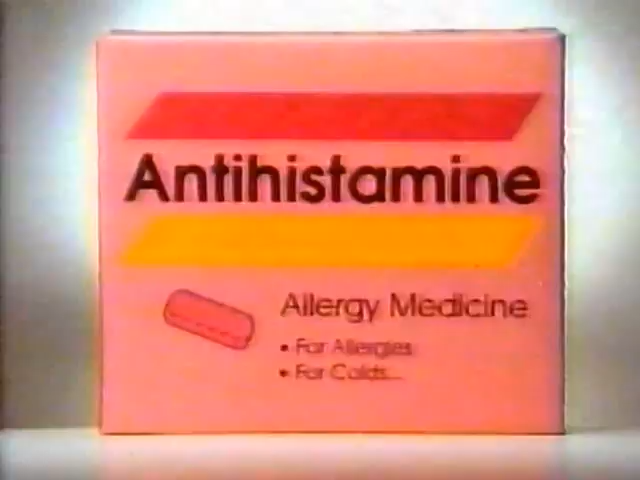 Antihistamine
Allergy Medicine
• For Allergies
• For Colds...